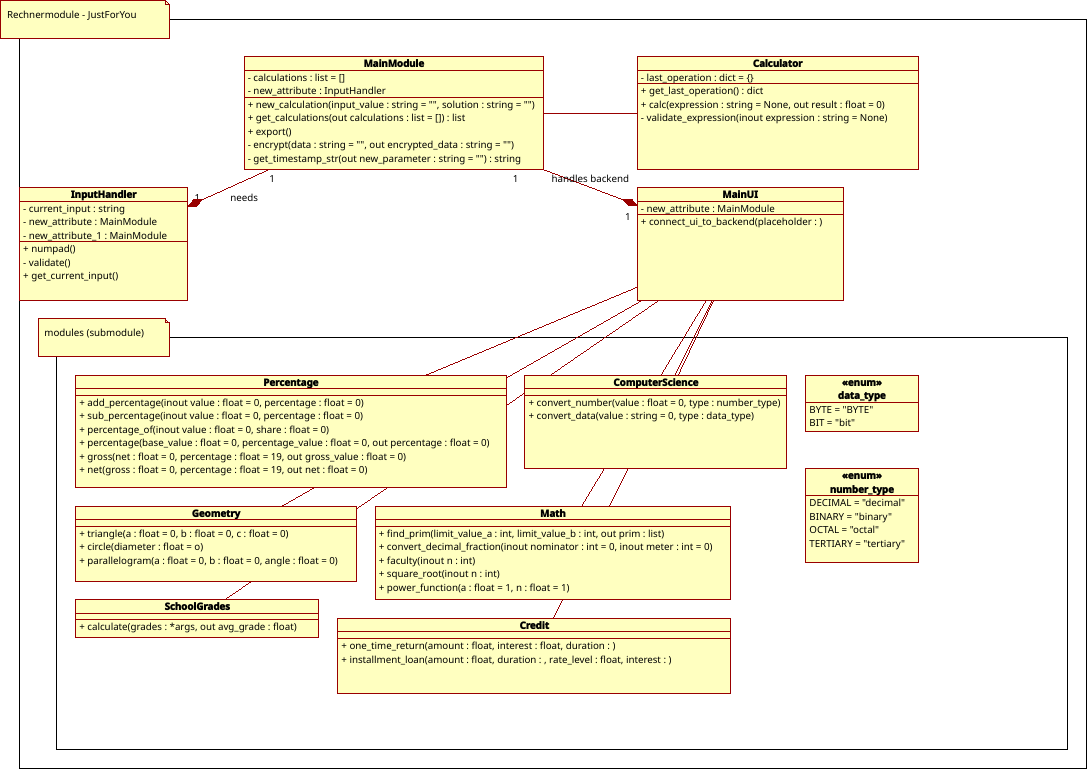 Rechnermodule - JustForYou
MainModule
- calculations : list = []
- new_attribute : InputHandler
+ new_calculation(input_value : string = "", solution : string = "")
+ get_calculations(out calculations : list = []) : list
+ export()
- encrypt(data : string = "", out encrypted_data : string = "")
- get_timestamp_str(out new_parameter : string = "") : string
Calculator
- last_operation : dict = {}
+ get_last_operation() : dict
+ calc(expression : string = None, out result : float = 0)
- validate_expression(inout expression : string = None)
1
needs
1
1
handles backend
1
InputHandler
- current_input : string
- new_attribute : MainModule
- new_attribute_1 : MainModule
+ numpad()
- validate()
+ get_current_input()
MainUI
- new_attribute : MainModule
+ connect_ui_to_backend(placeholder : )
modules (submodule)
Percentage
+ add_percentage(inout value : float = 0, percentage : float = 0)
+ sub_percentage(inout value : float = 0, percentage : float = 0)
+ percentage_of(inout value : float = 0, share : float = 0)
+ percentage(base_value : float = 0, percentage_value : float = 0, out percentage : float = 0)
+ gross(net : float = 0, percentage : float = 19, out gross_value : float = 0)
+ net(gross : float = 0, percentage : float = 19, out net : float = 0)
ComputerScience
+ convert_number(value : float = 0, type : number_type)
+ convert_data(value : string = 0, type : data_type)
«enum»
data_type
BYTE = "BYTE"
BIT = "bit"
«enum»
number_type
DECIMAL = "decimal"
BINARY = "binary"
OCTAL = "octal"
TERTIARY = "tertiary"
Geometry
+ triangle(a : float = 0, b : float = 0, c : float = 0)
+ circle(diameter : float = o)
+ parallelogram(a : float = 0, b : float = 0, angle : float = 0)
Math
+ find_prim(limit_value_a : int, limit_value_b : int, out prim : list)
+ convert_decimal_fraction(inout nominator : int = 0, inout meter : int = 0)
+ faculty(inout n : int)
+ square_root(inout n : int)
+ power_function(a : float = 1, n : float = 1)
SchoolGrades
+ calculate(grades : *args, out avg_grade : float)
Credit
+ one_time_return(amount : float, interest : float, duration : )
+ installment_loan(amount : float, duration : , rate_level : float, interest : )